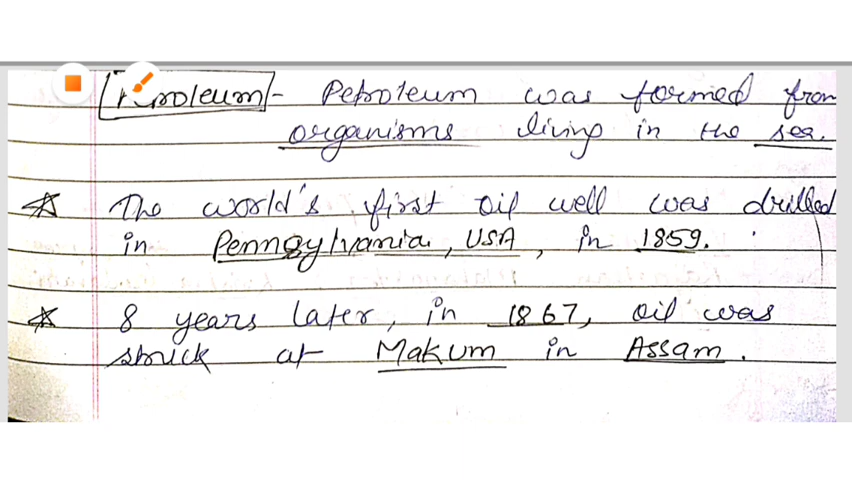 Petroleum - Petroleum was formed from
organisms living in the sea.
☆ The world's first oil well was drilled
in Pennsylvania, USA, in 1859.
☆ 8 years later, in 1867, oil was
struck at Makum in Assam.